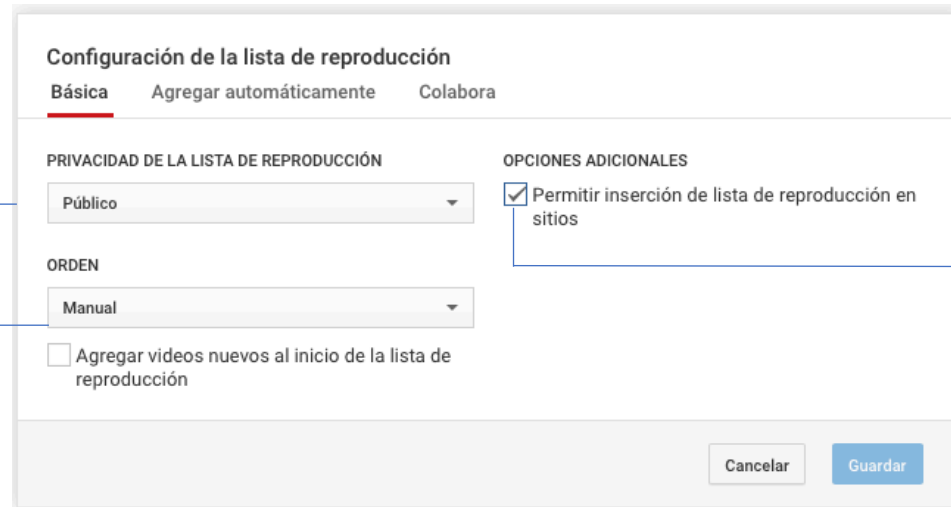 Configuración de la lista de reproducción
Básica Agregar automáticamente Colabora
PRIVACIDAD DE LA LISTA DE REPRODUCCIÓN
Público
ORDEN
Manual
Agregar videos nuevos al inicio de la lista de
reproducción
OPCIONES ADICIONALES
Permitir inserción de lista de reproducción en
sitios
Cancelar Guardar